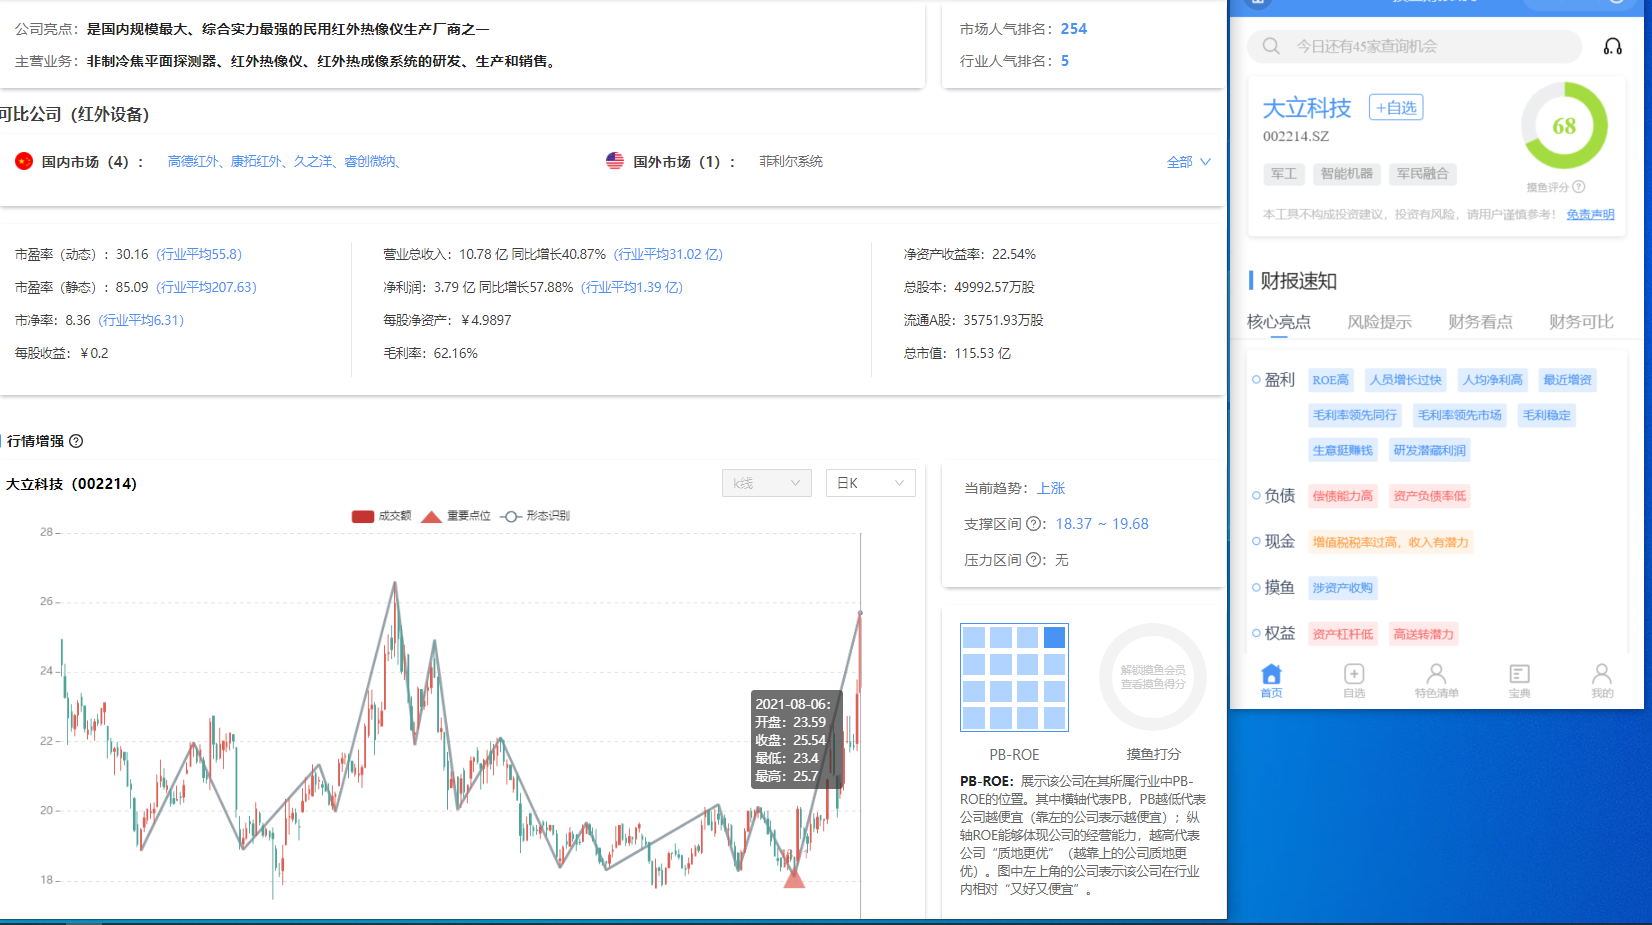 公司亮点：是国内规模最大、综合实力最强的民用红外热像仪生产厂商之一
主营业务：非制冷焦平面探测器、红外热像仪、红外热成像系统的研发、生产和销售。
市场人气排名：254
行业人气排名：5
可比公司（红外设备）
国内市场（4）： 高德红外、康拓红外、久之洋、睿创微纳、
国外市场（1）： 菲利尔系统
全部
市盈率（动态）：30.16 (行业平均55.8)
市盈率（静态）：85.09 (行业平均207.63)
市净率：8.36 (行业平均6.31)
每股收益：￥0.2
营业总收入：10.78 亿 同比增长40.87% (行业平均31.02 亿)
净利润：3.79 亿 同比增长57.88% (行业平均1.39 亿)
每股净资产：￥4.9897
毛利率：62.16%
净资产收益率：22.54%
总股本：49992.57万股
流通A股：35751.93万股
总市值：115.53 亿
行情增强
大立科技（002214）
k线
日K
成交额 重要点位 形态识别
28
26
24
22
20
18
2021-08-06:
开盘：23.59
收盘：25.54
最低：23.4
最高：25.7
当前趋势：上涨
支撑区间 ?：18.37 ~ 19.68
压力区间 ?：无
解锁摸鱼会员
查看摸鱼得分
PB-ROE
摸鱼打分
PB-ROE：展示该公司在其所属行业中PB-
ROE的位置。其中横轴代表PB，PB越低代表
公司越便宜（靠左的公司表示越便宜）；纵
轴ROE能够体现公司的经营能力，越高代表
公司“质地更优”（越靠上的公司质地更
优）。图中左上角的公司表示该公司在行业
内相对“又好又便宜”。
今日还有45家查询机会
大立科技 +自选
002214.SZ
军工 智能机器 军民融合
68
摸鱼评分 ?
本工具不构成投资建议，投资有风险，请用户谨慎参考！ 免责声明
财报速知
核心亮点 风险提示 财务看点 财务可比
盈利 ROE高 人员增长过快 人均净利高 最近增资
毛利率领先同行 毛利率领先市场 毛利稳定
生意挺赚钱 研发潜藏利润
负债 偿债能力高 资产负债率低
现金 增值税税率过高，收入有潜力
摸鱼 涉资产收购
权益 资产杠杆低 高送转潜力
首页 自选 特色清单 宝典 我的